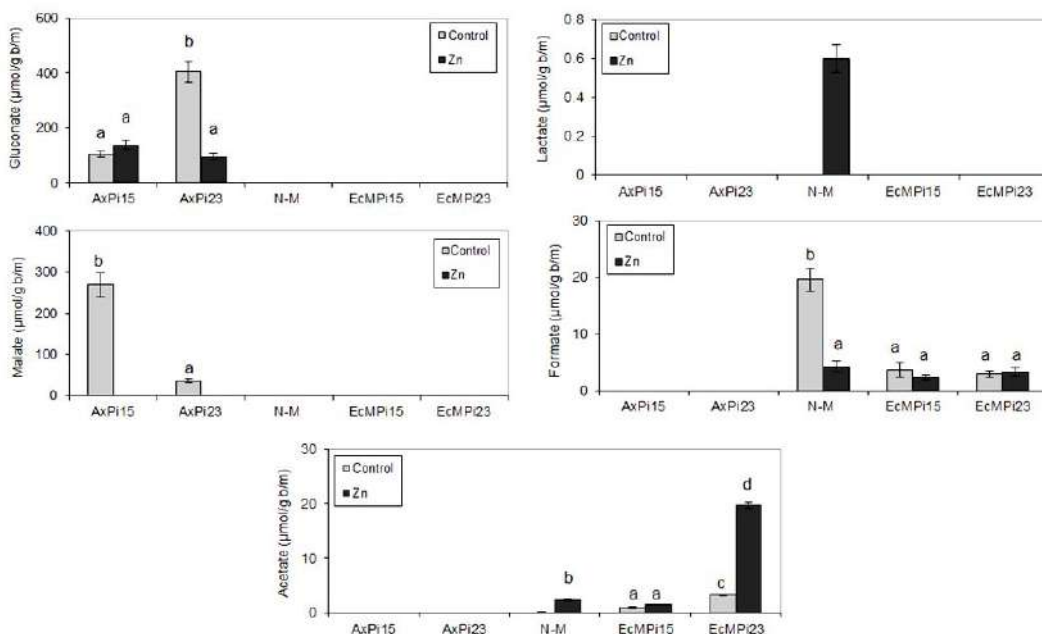 Gluconate (µmol/g b/m)
600
400
200
0
Control
Zn
a
a
b
a
AxPi15
AxPi23
N-M
EcMPi15
EcMPi23
Lactate (µmol/g b/m)
0.8
0.6
0.4
0.2
0
Control
Zn
AxPi15
AxPi23
N-M
EcMPi15
EcMPi23
Malate (µmol/g b/m)
400
300
200
100
0
Control
Zn
b
a
AxPi15
AxPi23
N-M
EcMPi15
EcMPi23
Formate (µmol/g b/m)
30
20
10
0
Control
Zn
b
a
a
a
a
a
AxPi15
AxPi23
N-M
EcMPi15
EcMPi23
Acetate (µmol/g b/m)
30
20
10
0
Control
Zn
b
a
a
c
d
AxPi15
AxPi23
N-M
EcMPi15
EcMPi23